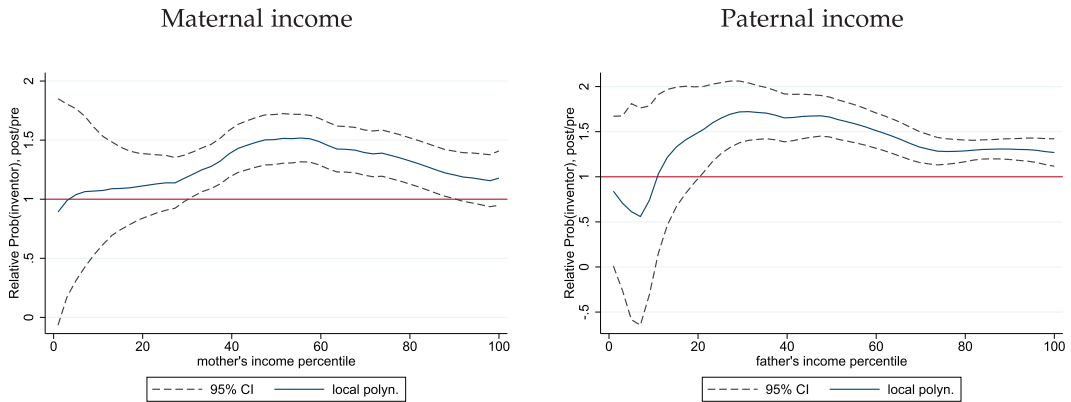 Maternal income
Relative Prob(inventor), post/pre
2
1.5
1
.5
0
0
20
40
60
80
100
mother's income percentile
95% CI
local polyn.
Paternal income
Relative Prob(inventor), post/pre
2
1.5
1
.5
0
-.5
0
20
40
60
80
100
father's income percentile
95% CI
local polyn.